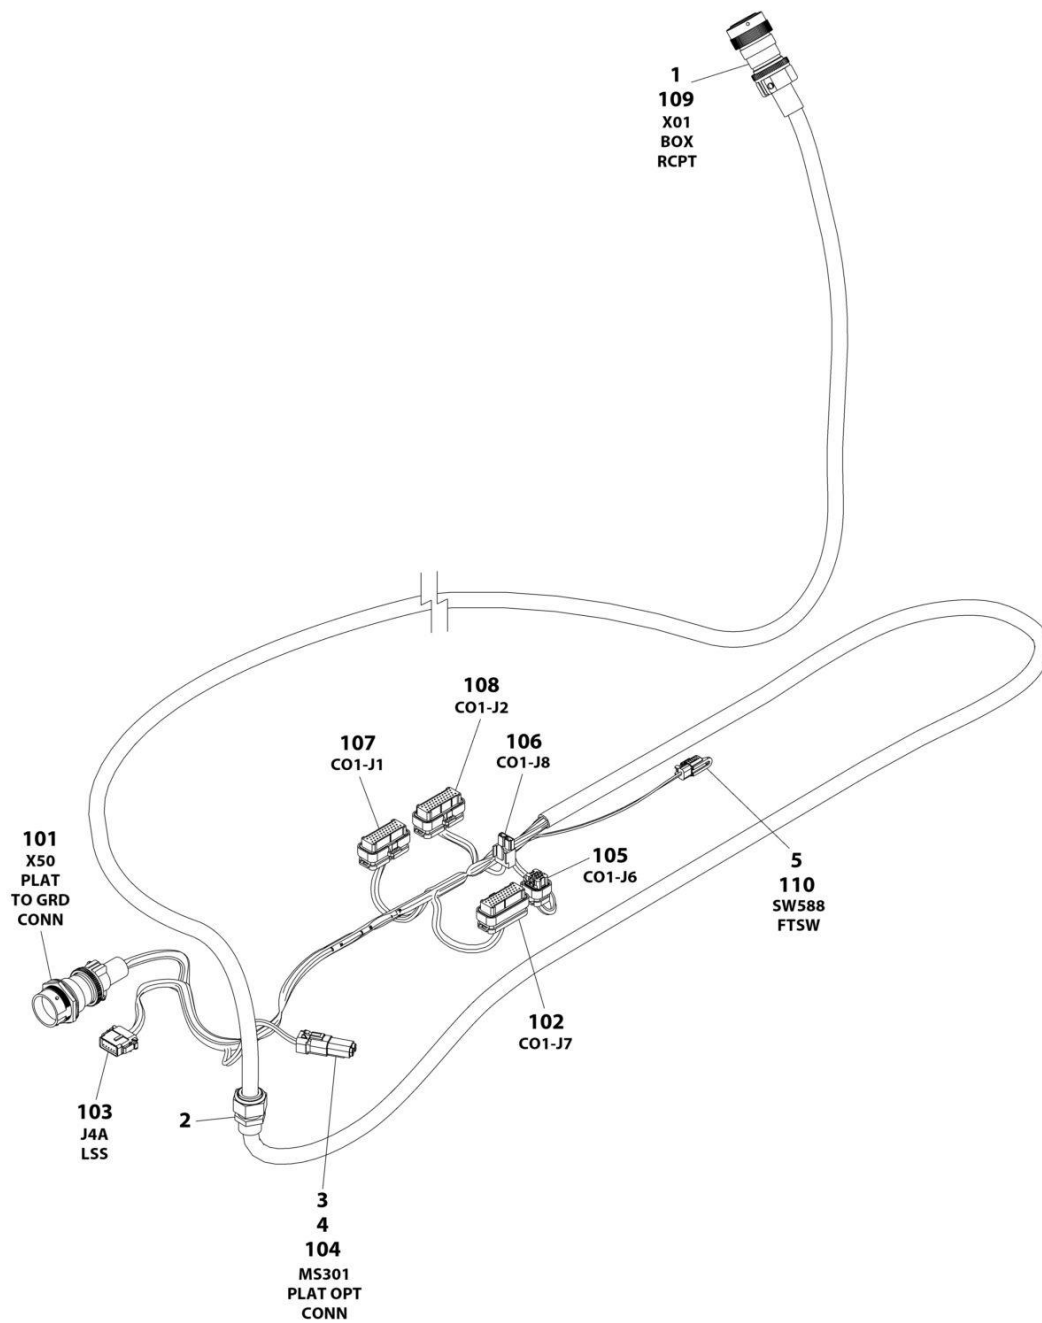 1
109
X01
BOX
RCPT
108
CO1-J2
107
CO1-J1
106
CO1-J8
105
CO1-J6
5
110
SW588
FTSW
101
X50
PLAT
TO GRD
CONN
102
CO1-J7
103
J4A
LSS
2
3
4
104
MS301
PLAT OPT
CONN